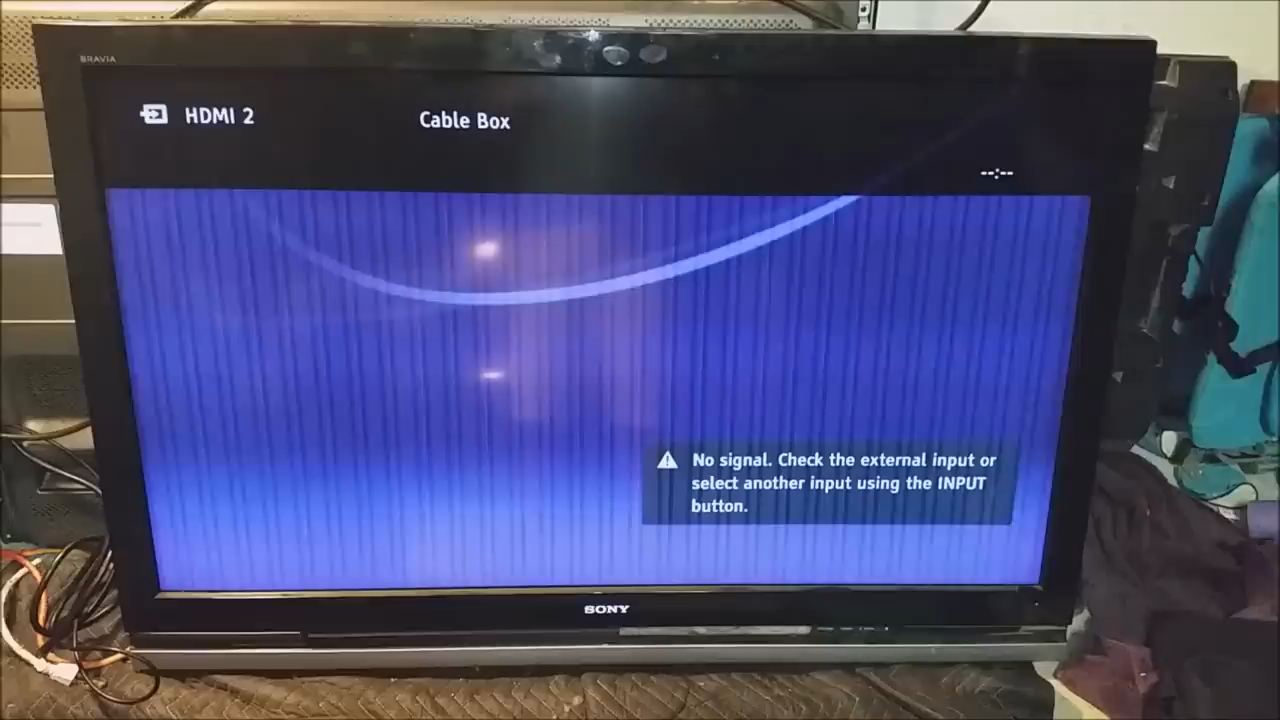 BRAVIA
HDMI 2
Cable Box
--:--
No signal. Check the external input or
select another input using the INPUT
button.
SONY